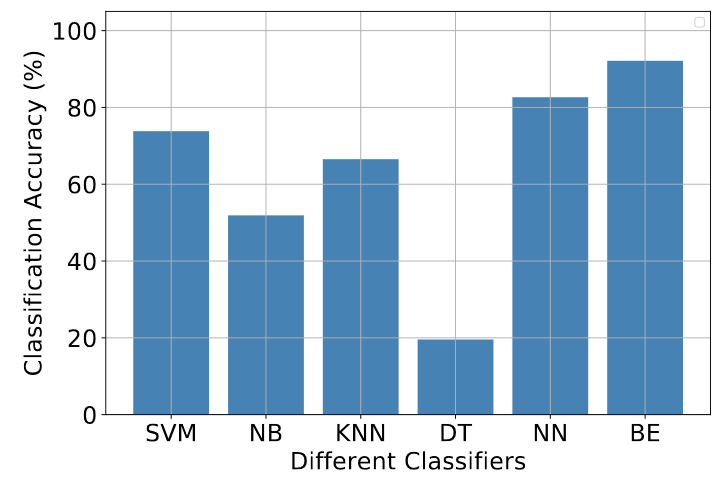 Classification Accuracy (%)
100
80
60
40
20
0
SVM NB KNN DT NN BE
Different Classifiers